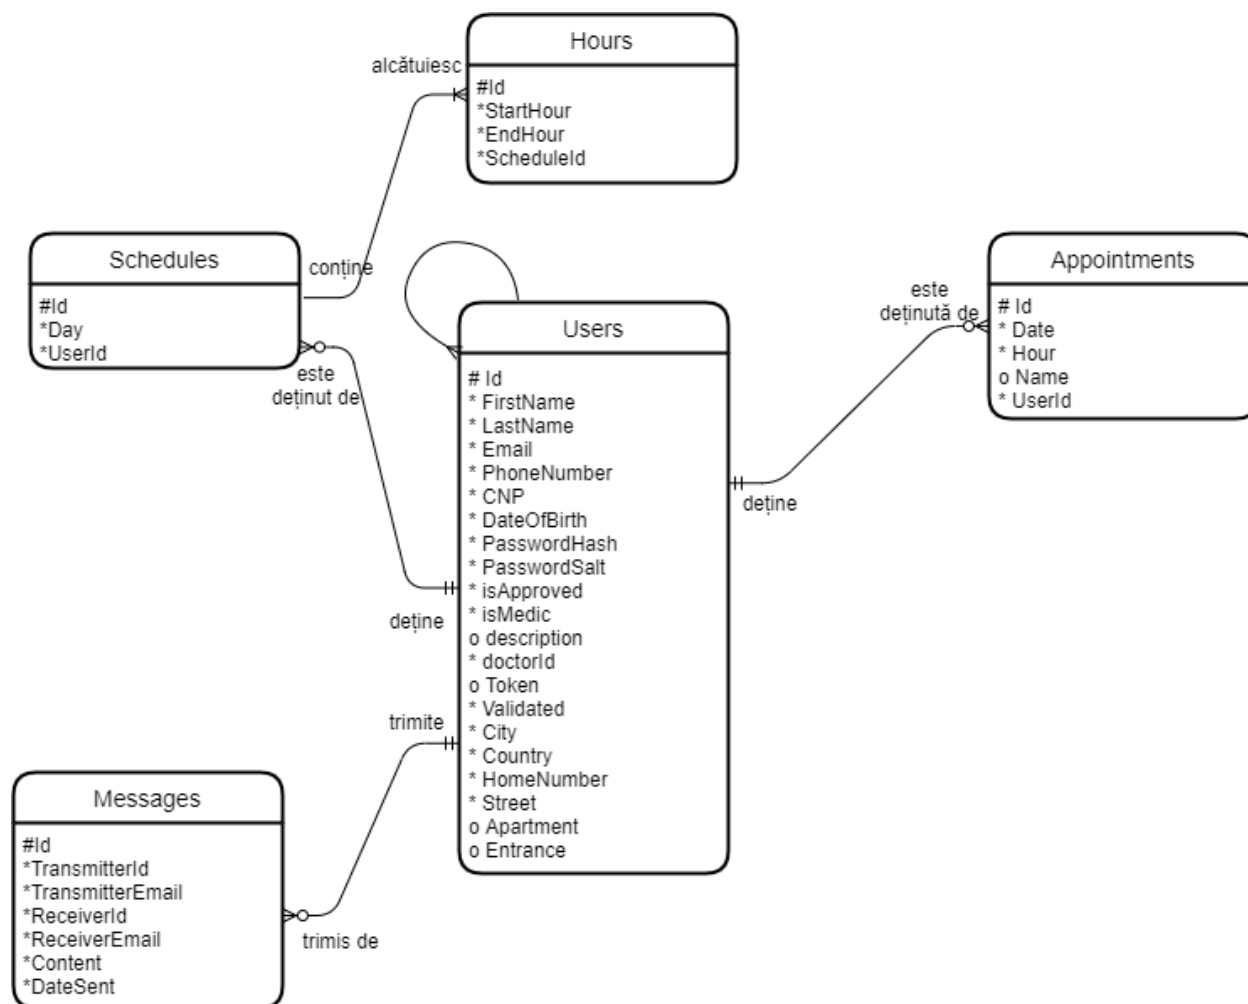 Hours
alcătuiesc
#Id
*StartHour
*EndHour
*ScheduleId
Schedules
#Id
*Day
*UserId
conține
este
deținut de
deține
Users
# Id
* FirstName
* LastName
* Email
* PhoneNumber
* CNP
* DateOfBirth
* PasswordHash
* PasswordSalt
* isApproved
* isMedic
o description
* doctorId
o Token
* Validated
* City
* Country
* HomeNumber
* Street
o Apartment
o Entrance
este
deținută de
deține
Appointments
# Id
* Date
* Hour
o Name
* UserId
trimite
trimis de
Messages
#Id
*TransmitterId
*TransmitterEmail
*ReceiverId
*ReceiverEmail
*Content
*DateSent